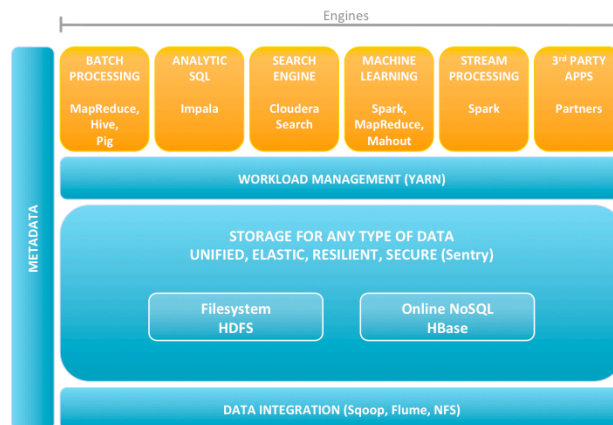 Engines
BATCH
PROCESSING
MapReduce,
Hive,
Pig
ANALYTIC
SQL
Impala
SEARCH
ENGINE
Cloudera
Search
MACHINE
LEARNING
Spark,
MapReduce,
Mahout
STREAM
PROCESSING
Spark
3rd PARTY
APPS
Partners
METADATA
WORKLOAD MANAGEMENT (YARN)
STORAGE FOR ANY TYPE OF DATA
UNIFIED, ELASTIC, RESILIENT, SECURE (Sentry)
Filesystem
HDFS
Online NoSQL
HBase
DATA INTEGRATION (Sqoop, Flume, NFS)